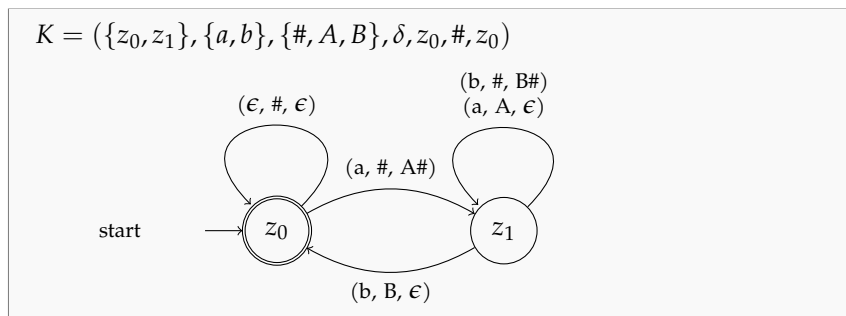 K = ({z₀, z₁}, {a, b}, {#, A, B}, δ, z₀, #, z₀)
(b, #, B#)
(ϵ, #, ϵ)
(a, A, ϵ)
(a, #, A#)
start
z₀
z₁
(b, B, ϵ)